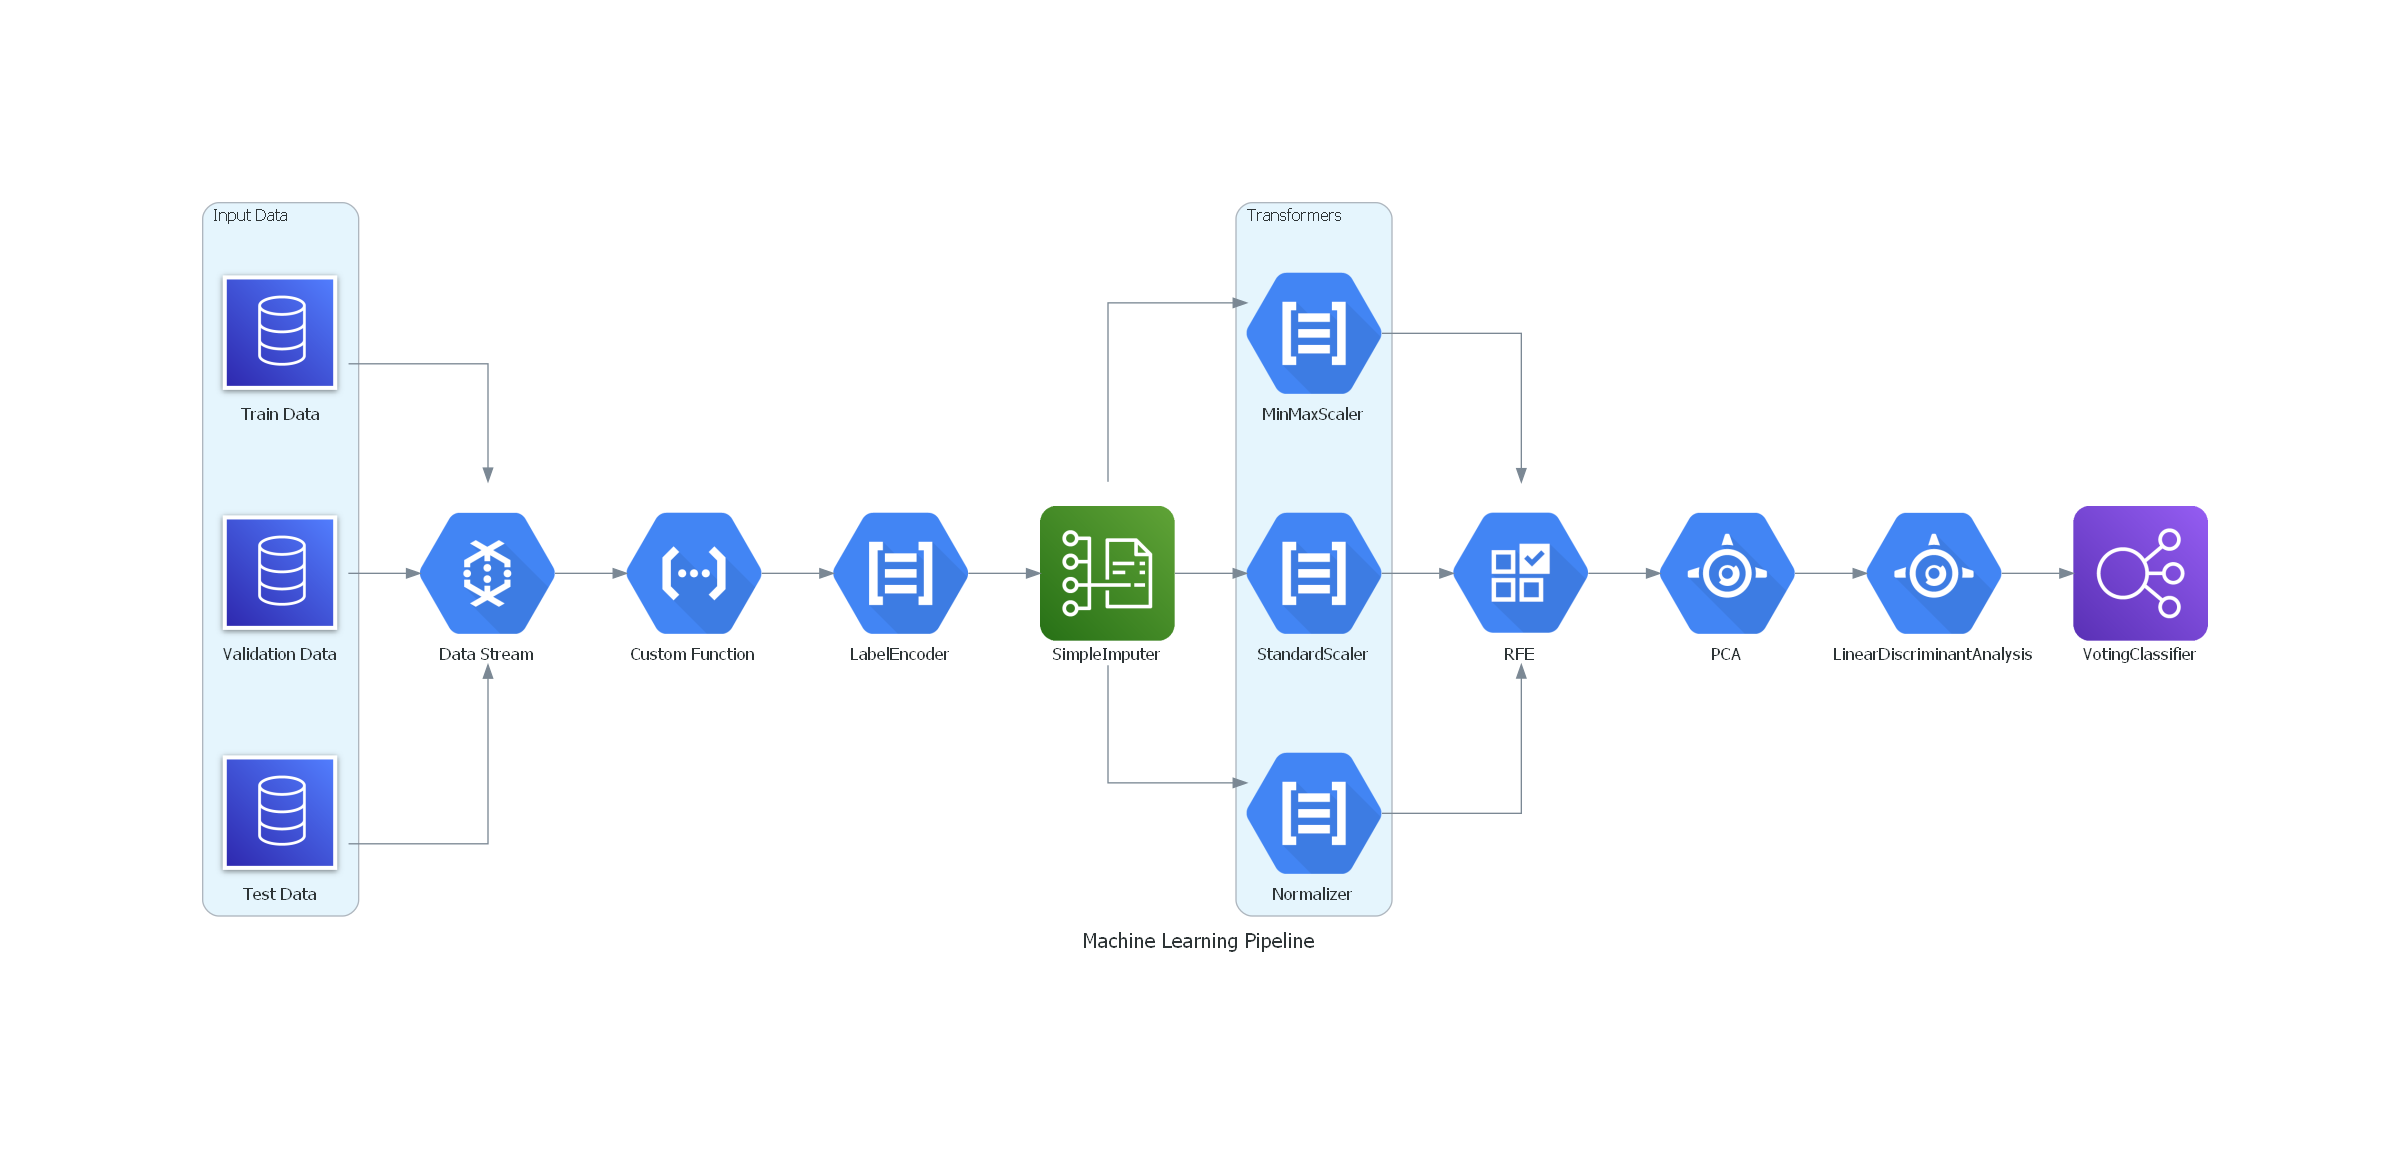 Input Data
Train Data
Validation Data
Test Data
Data Stream
Custom Function
LabelEncoder
SimpleImputer
Transformers
MinMaxScaler
StandardScaler
Normalizer
RFE
PCA
LinearDiscriminantAnalysis
VotingClassifier
Machine Learning Pipeline